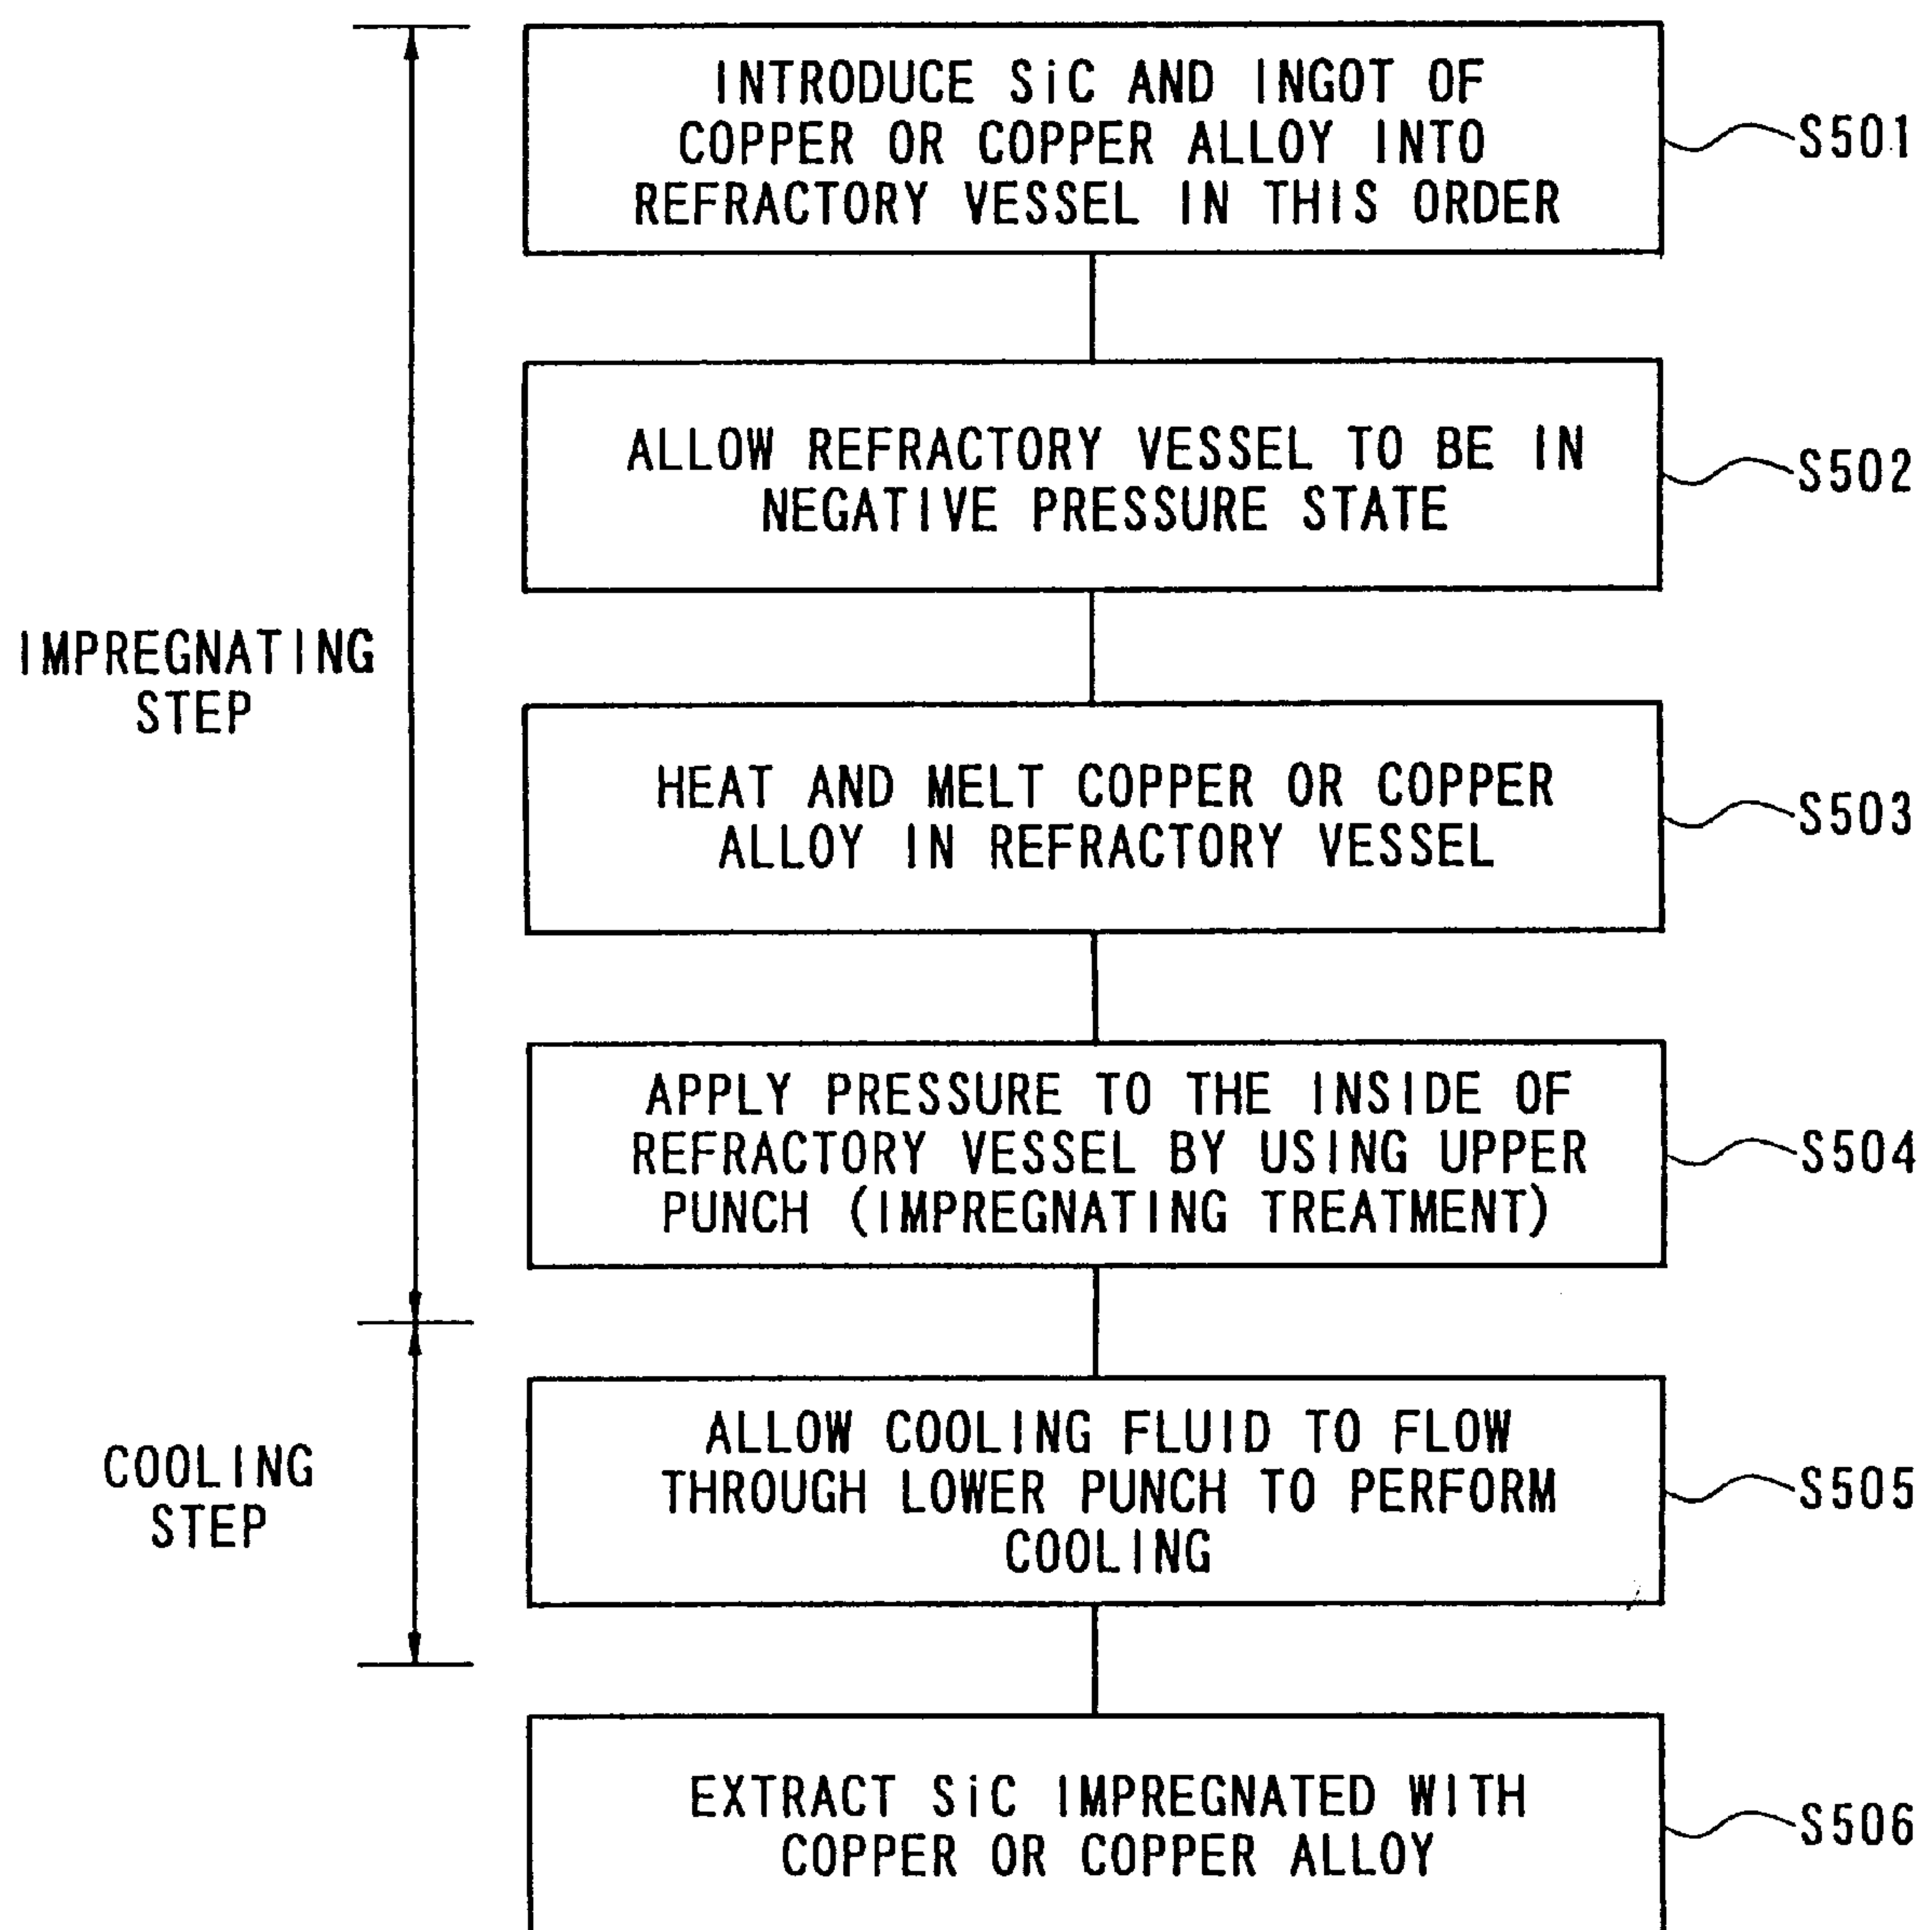 INTRODUCE SiC AND INGOT OF
COPPER OR COPPER ALLOY INTO
REFRACTORY VESSEL IN THIS ORDER
S501
ALLOW REFRACTORY VESSEL TO BE IN
NEGATIVE PRESSURE STATE
S502
IMPREGNATING
STEP
HEAT AND MELT COPPER OR COPPER
ALLOY IN REFRACTORY VESSEL
S503
APPLY PRESSURE TO THE INSIDE OF
REFRACTORY VESSEL BY USING UPPER
PUNCH (IMPREGNATING TREATMENT)
S504
COOLING
STEP
ALLOW COOLING FLUID TO FLOW
THROUGH LOWER PUNCH TO PERFORM
COOLING
S505
EXTRACT SiC IMPREGNATED WITH
COPPER OR COPPER ALLOY
S506